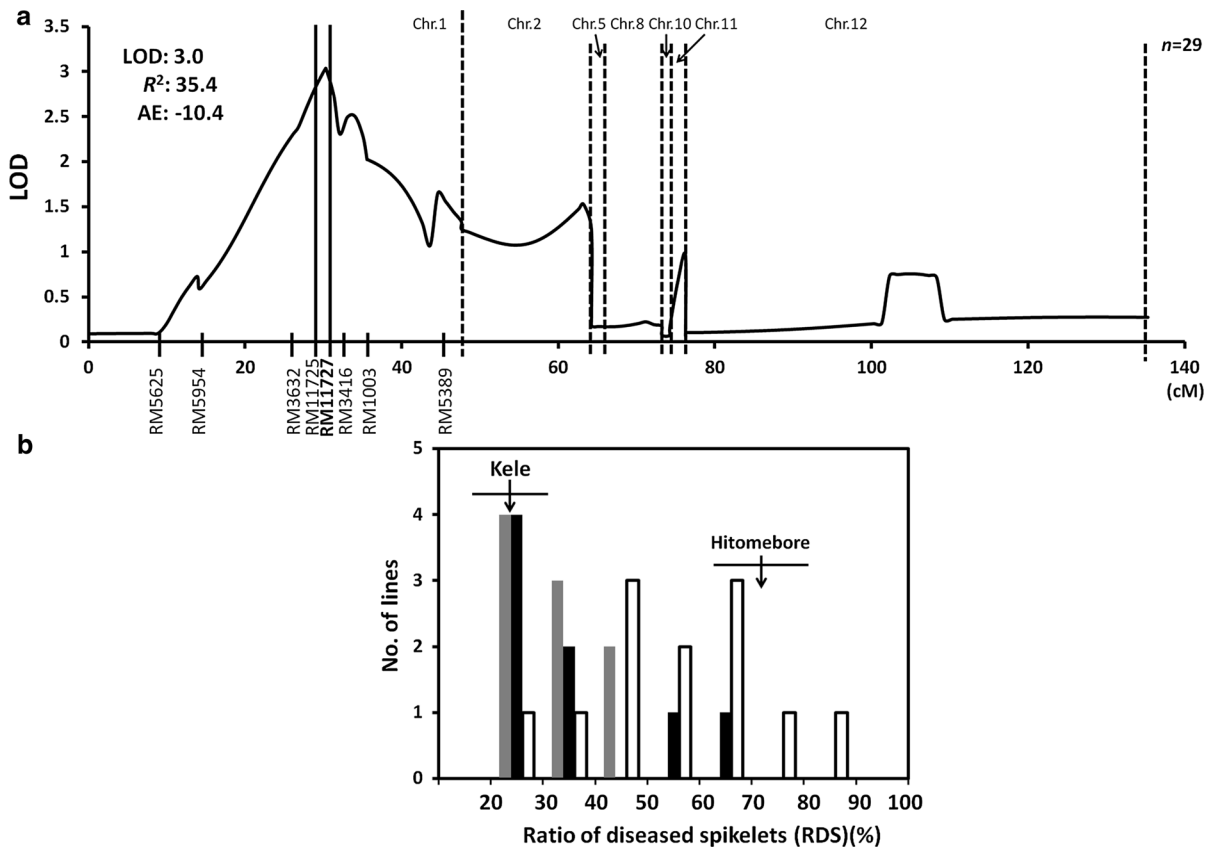 a
Chr.1 Chr.2 Chr.5 Chr.8 Chr.10 Chr.11 Chr.12
n=29
LOD: 3.0
R²: 35.4
AE: -10.4
LOD
3.5
3
2.5
2
1.5
1
0.5
0
0 20 40 60 80 100 120 140
(cM)
RM5625
RM5954
RM3632
RM11725
RM11727
RM3416
RM1003
RM5389
b
5
4
3
2
1
0
No. of lines
Kele
Hitomebore
20 30 40 50 60 70 80 90 100
Ratio of diseased spikelets (RDS)(%)